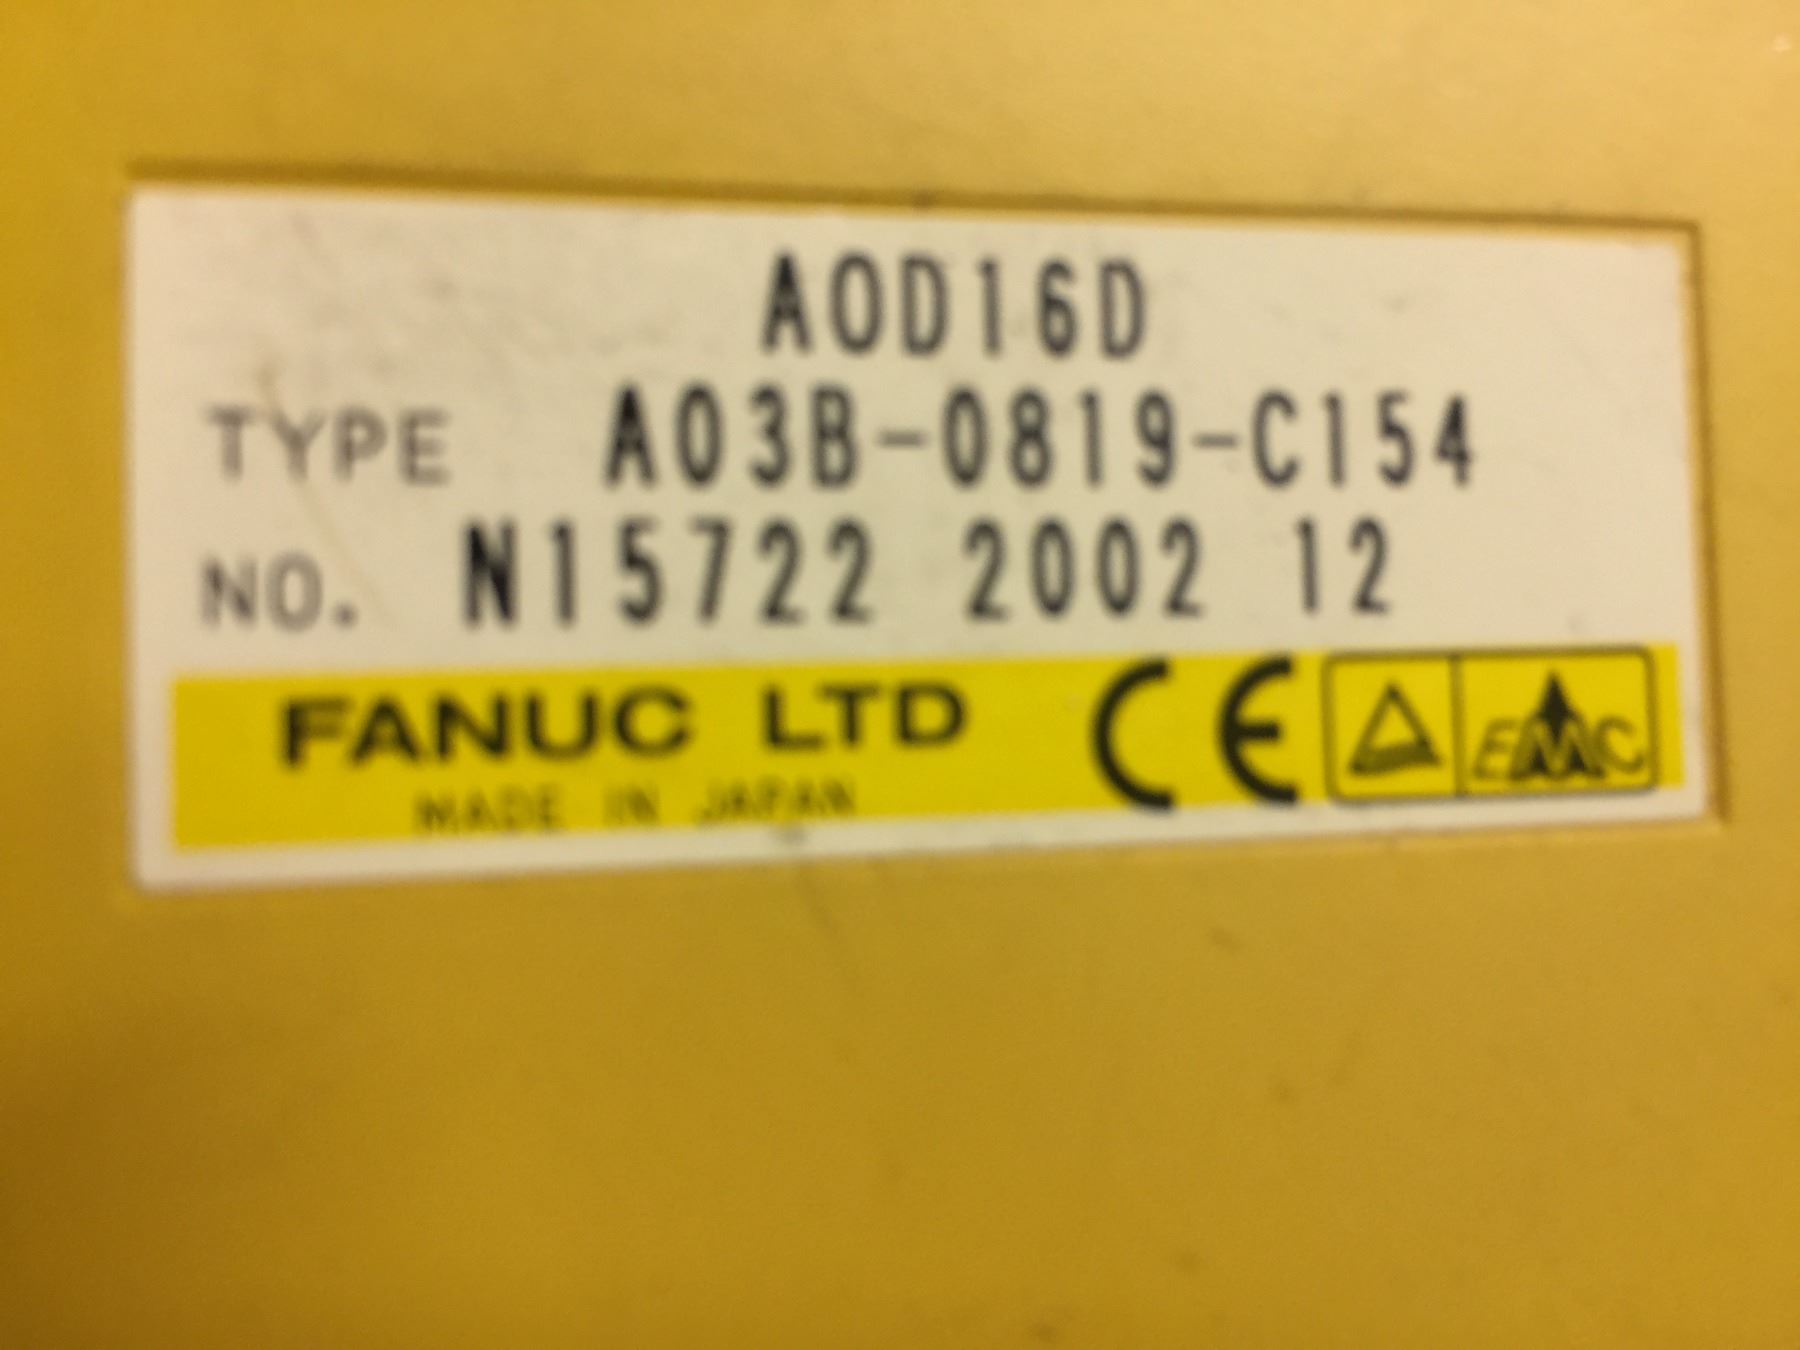 AOD16D
TYPE A03B-0819-C154
NO. N15722 2002 12
FANUC LTD CE EMC
MADE IN JAPAN